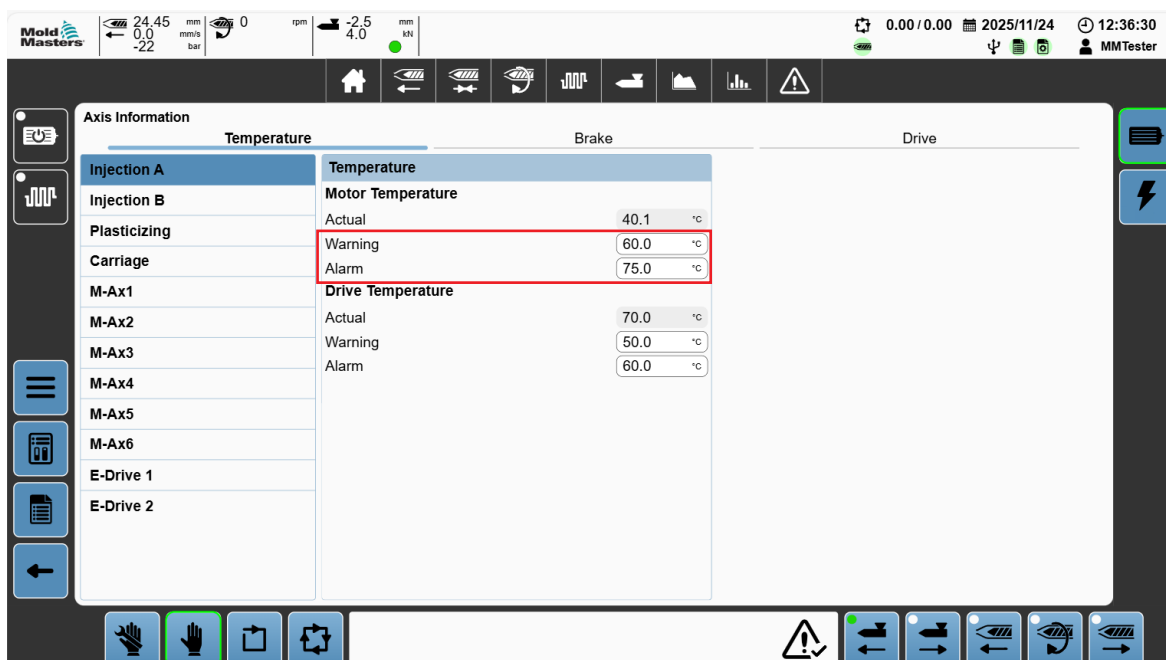 Mold Masters
24.45 mm 0 rpm -2.5 mm 0.00 / 0.00 2025/11/24 12:36:30
0.0 mm/s 4.0 kN
-22 bar MMTester
Axis Information
Temperature Brake Drive
Injection A
Injection B
Plasticizing
Carriage
M-Ax1
M-Ax2
M-Ax3
M-Ax4
M-Ax5
M-Ax6
E-Drive 1
E-Drive 2
Temperature
Motor Temperature
Actual 40.1 °C
Warning 60.0 °C
Alarm 75.0 °C
Drive Temperature
Actual 70.0 °C
Warning 50.0 °C
Alarm 60.0 °C